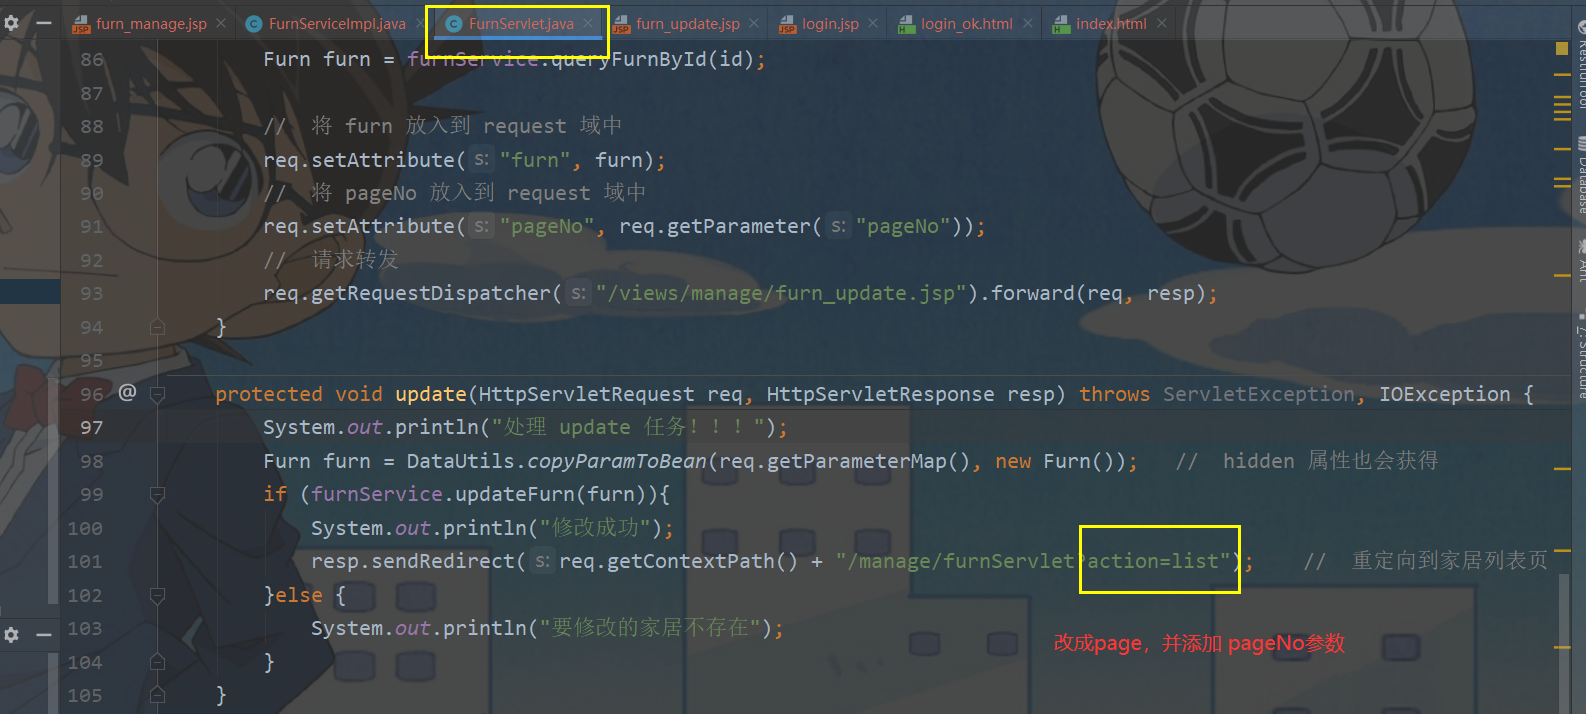 furn_manage.jsp FurnServiceImpl.java FurnServlet.java furn_update.jsp login.jsp login_ok.html index.html
86 Furn furn = furnService.queryFurnById(id);
87
88 // 将 furn 放入到 request 域中
89 req.setAttribute( s: "furn", furn);
90 // 将 pageNo 放入到 request 域中
91 req.setAttribute( s: "pageNo", req.getParameter( s: "pageNo"));
92 // 请求转发
93 req.getRequestDispatcher( s: "/views/manage/furn_update.jsp").forward(req, resp);
94 }
95
96 @ protected void update(HttpServletRequest req, HttpServletResponse resp) throws ServletException, IOException {
97 System.out.println("处理 update 任务!!!");
98 Furn furn = DataUtils.copyParamToBean(req.getParameterMap(), new Furn()); // hidden 属性也会获得
99 if (furnService.updateFurn(furn)){
100 System.out.println("修改成功");
101 resp.sendRedirect( s: req.getContextPath() + "/manage/furnServlet?action=list"); // 重定向到家居列表页
102 }else {
103 System.out.println("要修改的家居不存在");
改成page，并添加 pageNo参数
104 }
105 }
Database
Ant
Z: Structure